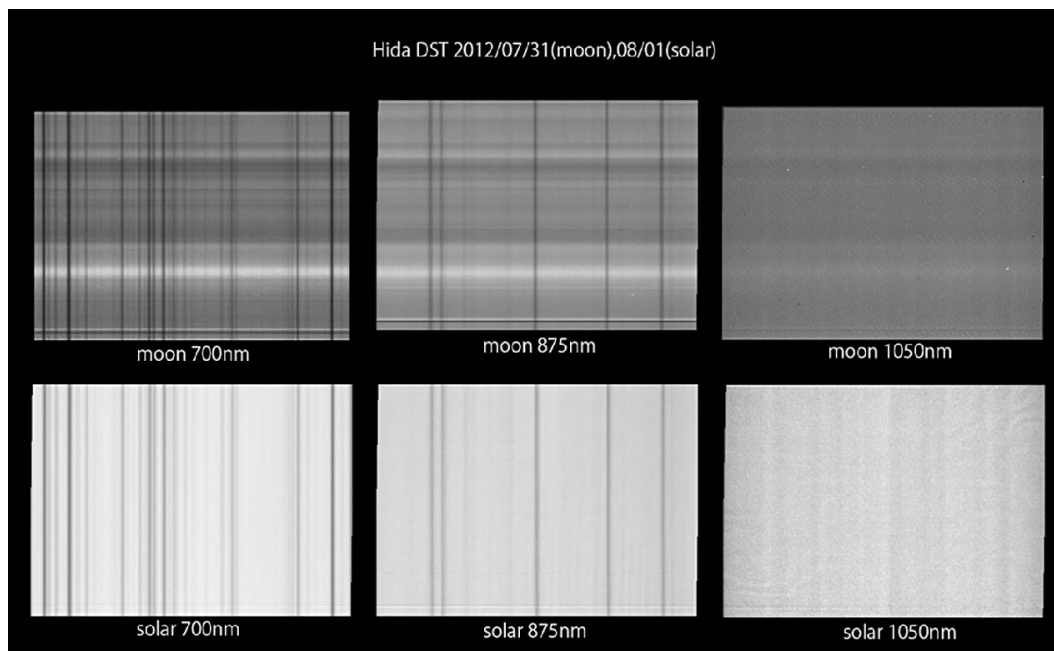 Hida DST 2012/07/31(moon),08/01(solar)
moon 700nm
moon 875nm
moon 1050nm
solar 700nm
solar 875nm
solar 1050nm